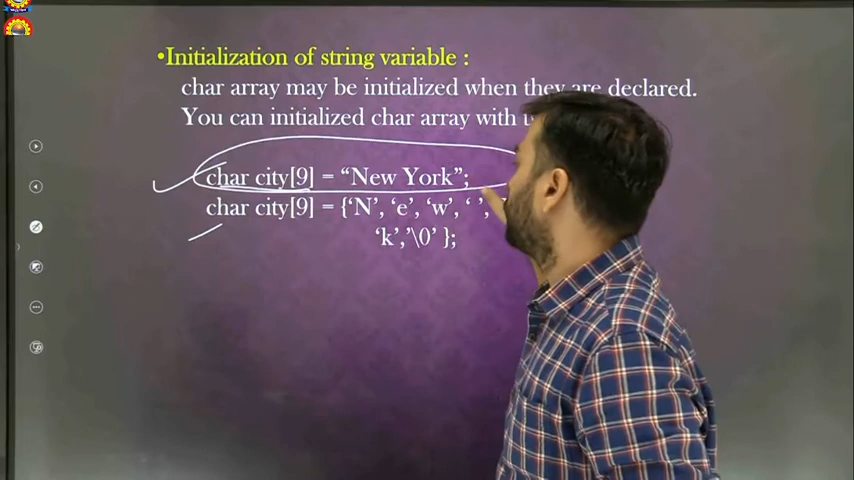 •Initialization of string variable :
char array may be initialized when they are declared.
You can initialized char array with
char city[9] = “New York”;
char city[9] = {‘N’, ‘e’, ‘w’, ‘ ’,
‘k’,’\0’ };